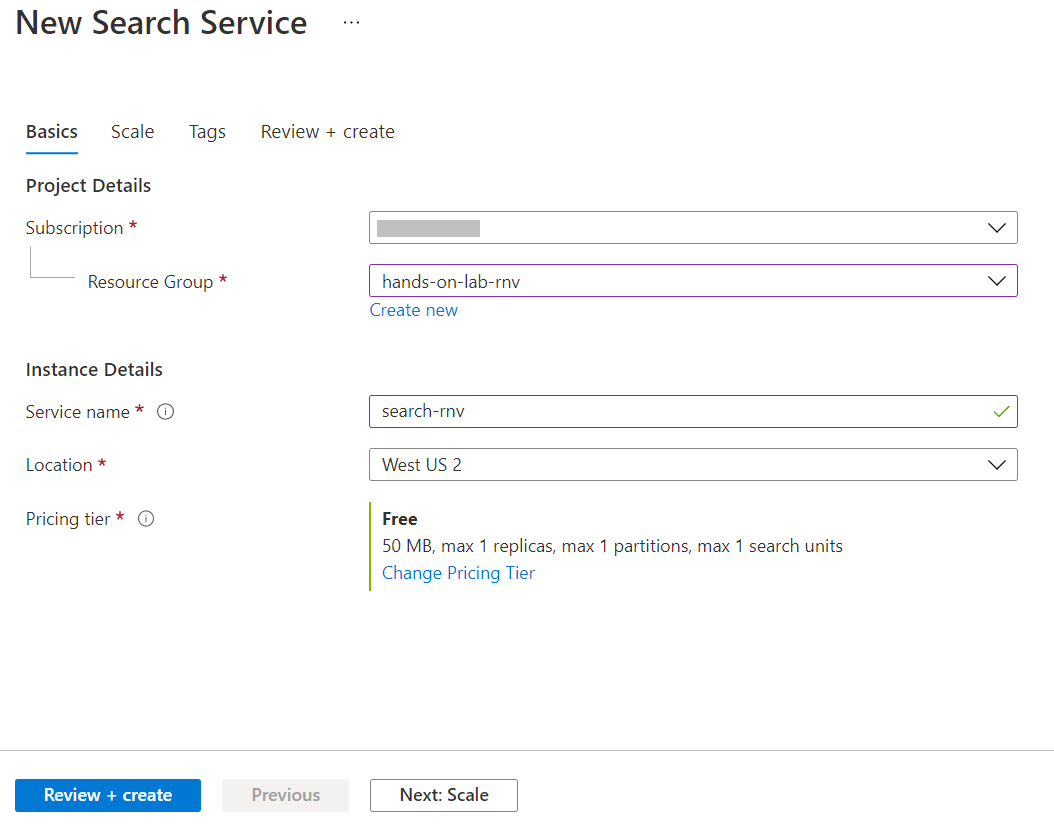 New Search Service ...
Basics Scale Tags Review + create
Project Details
Subscription *
Resource Group * hands-on-lab-rnv
Create new
Instance Details
Service name * search-rnv
Location * West US 2
Pricing tier * Free
50 MB, max 1 replicas, max 1 partitions, max 1 search units
Change Pricing Tier
Review + create Previous Next: Scale